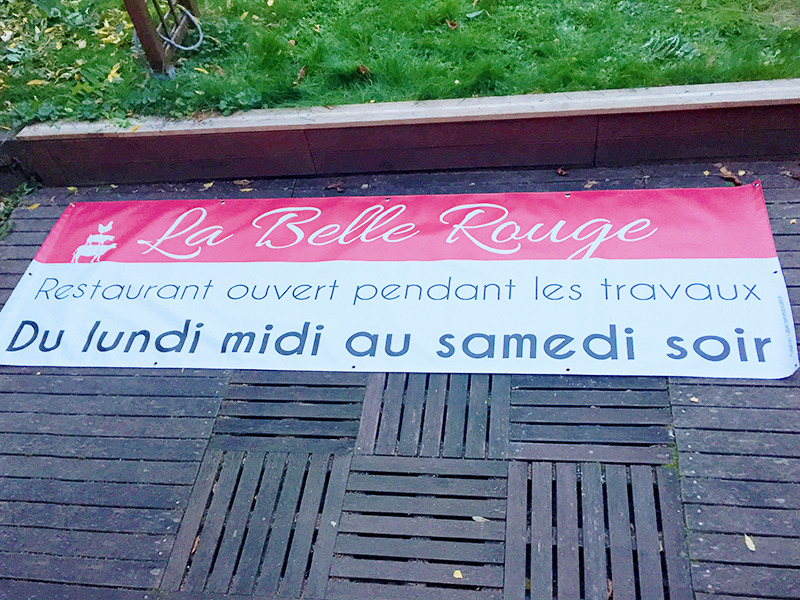 La Belle Rouge
Restaurant ouvert pendant les travaux
Du lundi midi au samedi soir